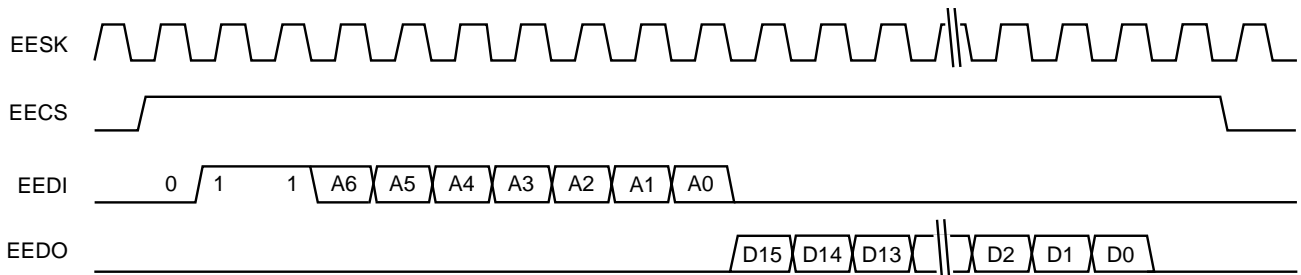 EESK
EECS
EEDI 0 1 1 A6 A5 A4 A3 A2 A1 A0
EEDO D15 D14 D13 D2 D1 D0